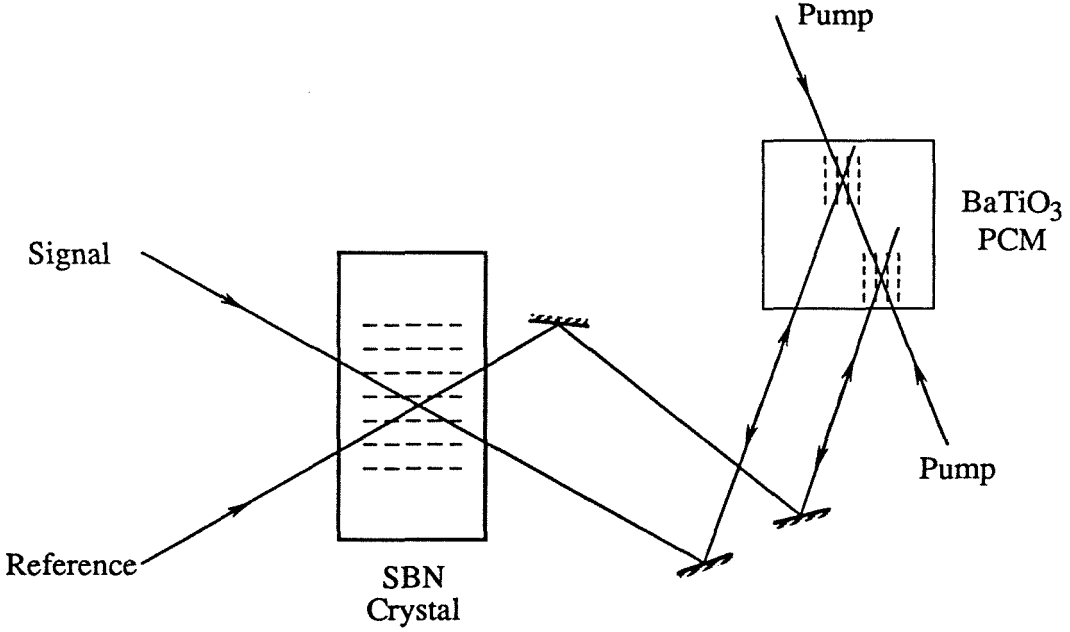 Pump
BaTiO3
PCM
Signal
Pump
Reference
SBN
Crystal